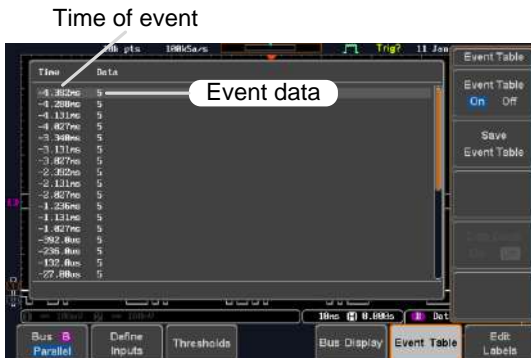 Time of event
10k pts 100kSa/s Trig? 11 Jan
Event Table
Time Data
-4.392ms 5
Event data
-4.288ms 5
-4.131ms 5
-4.027ms 5
-3.340ms 5
-3.131ms 5
-3.027ms 5
-2.392ms 5
-2.131ms 5
-2.027ms 5
-1.236ms 5
-1.131ms 5
-1.027ms 5
-392.0us 5
-236.0us 5
-132.0us 5
-27.00us 5
Event Table
On Off
Save
Event Table
10ms
Bus B
Parallel
Define
Inputs
Thresholds
Bus Display
Event Table
Edit
Labels